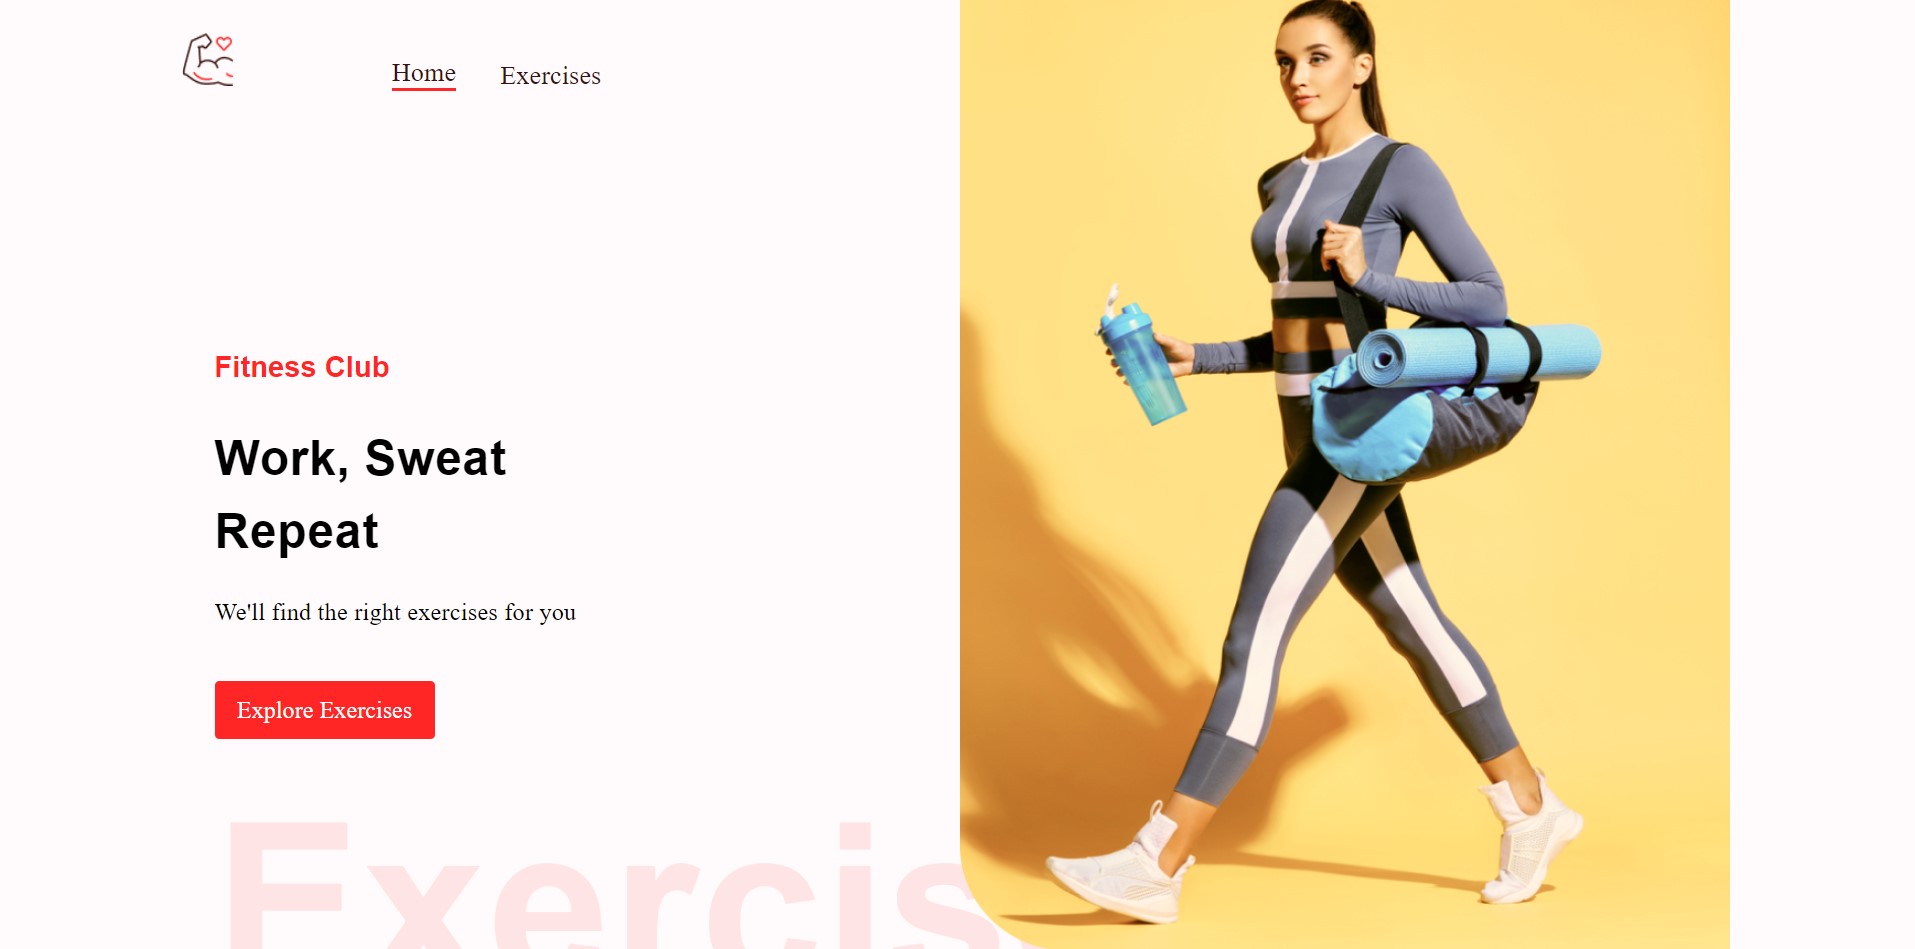 Home Exercises
Fitness Club
Work, Sweat
Repeat
We'll find the right exercises for you
Explore Exercises
Exercis